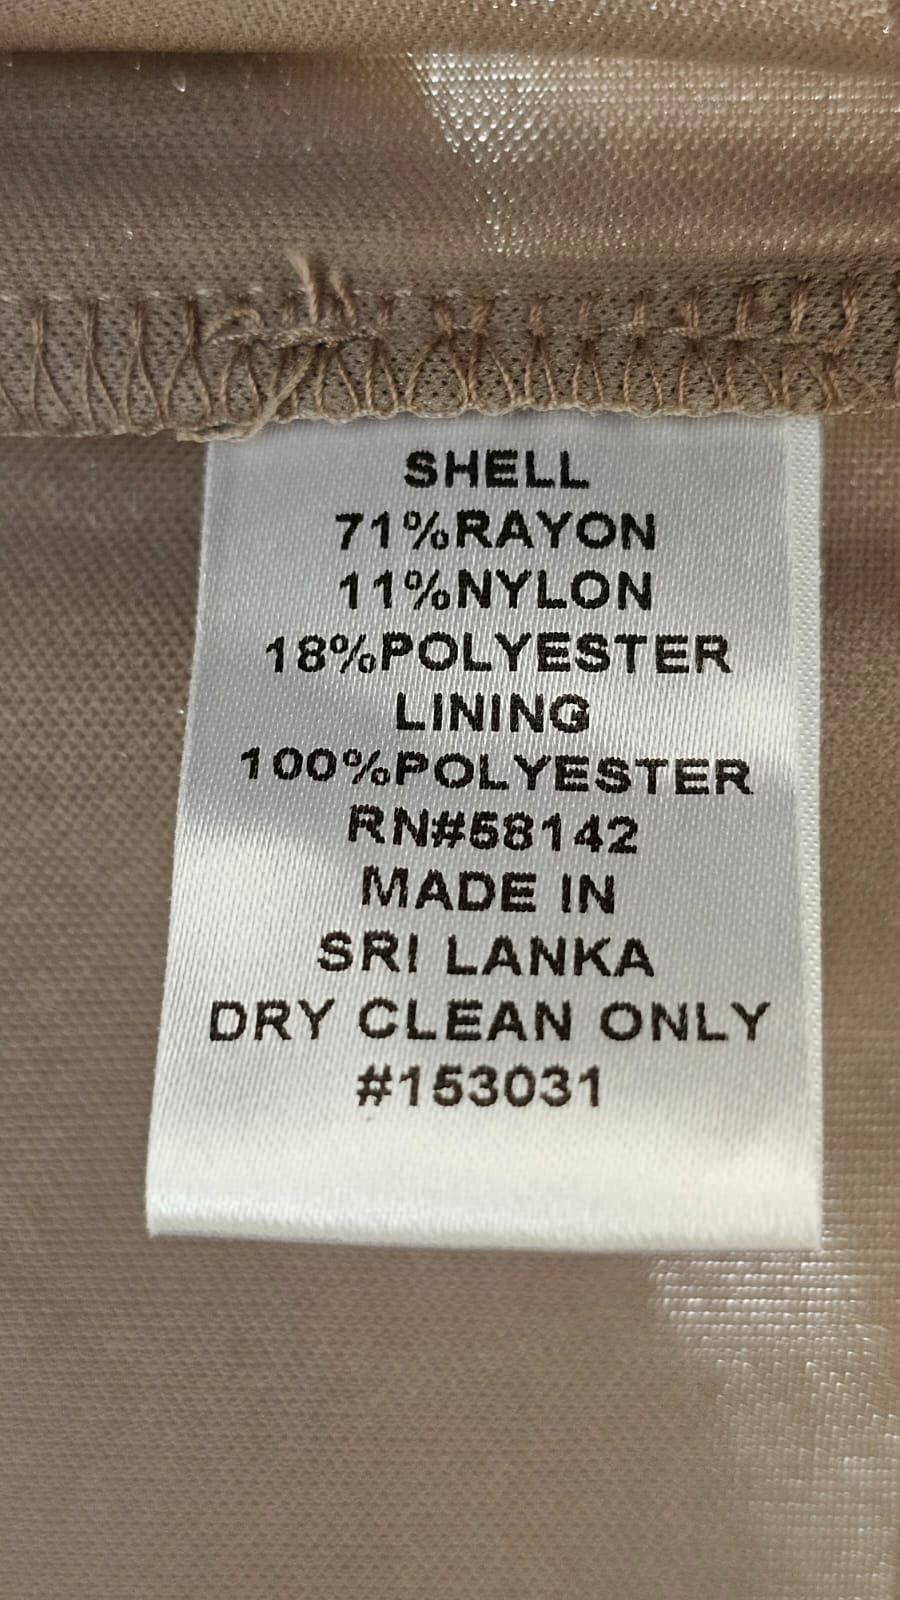 SHELL
71%RAYON
11%NYLON
18%POLYESTER
LINING
100%POLYESTER
RN#58142
MADE IN
SRI LANKA
DRY CLEAN ONLY
#153031